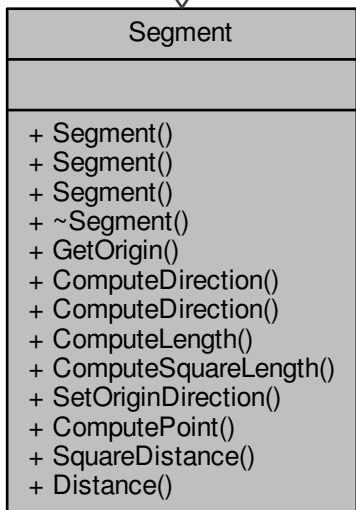 Segment
+ Segment()
+ Segment()
+ Segment()
+ ~Segment()
+ GetOrigin()
+ ComputeDirection()
+ ComputeDirection()
+ ComputeLength()
+ ComputeSquareLength()
+ SetOriginDirection()
+ ComputePoint()
+ SquareDistance()
+ Distance()